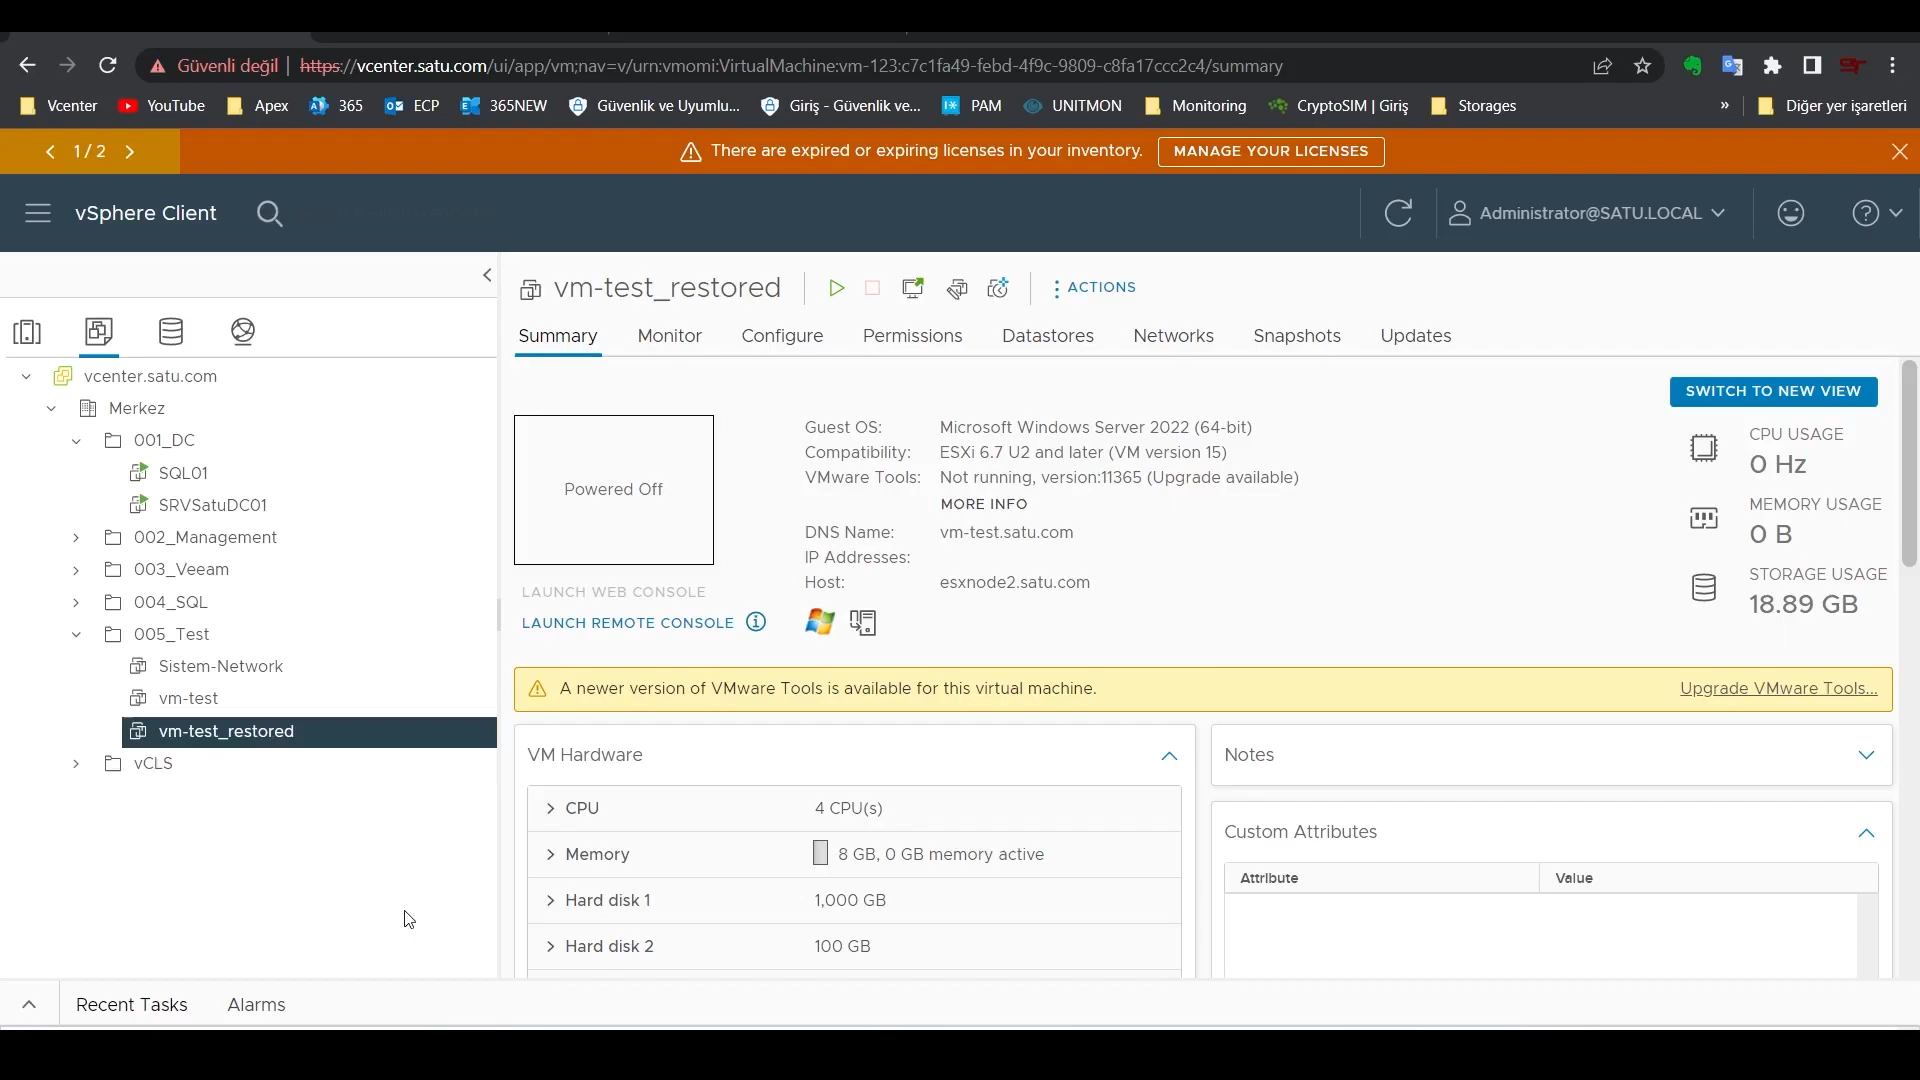 Güvenli değil | https://vcenter.satu.com/ui/app/vm;nav=v/urn:vmomi:VirtualMachine:vm-123:c7c1fa49-febd-4f9c-9809-c8fa17ccc2c4/summary
Vcenter YouTube Apex 365 ECP 365NEW Güvenlik ve Uyumlu... Giriş - Güvenlik ve... PAM UNITMON Monitoring CryptoSIM | Giriş Storages » Diğer yer işaretleri
1 / 2 There are expired or expiring licenses in your inventory. MANAGE YOUR LICENSES
vSphere Client Administrator@SATU.LOCAL
vm-test_restored ACTIONS
Summary Monitor Configure Permissions Datastores Networks Snapshots Updates
vcenter.satu.com
Merkez
001_DC
SQL01
SRVSatuDC01
002_Management
003_Veeam
004_SQL
005_Test
Sistem-Network
vm-test
vm-test_restored
vCLS
SWITCH TO NEW VIEW
Powered Off
LAUNCH WEB CONSOLE
LAUNCH REMOTE CONSOLE
Guest OS: Microsoft Windows Server 2022 (64-bit)
Compatibility: ESXi 6.7 U2 and later (VM version 15)
VMware Tools: Not running, version:11365 (Upgrade available)
MORE INFO
DNS Name: vm-test.satu.com
IP Addresses:
Host: esxnode2.satu.com
CPU USAGE
0 Hz
MEMORY USAGE
0 B
STORAGE USAGE
18.89 GB
A newer version of VMware Tools is available for this virtual machine. Upgrade VMware Tools...
VM Hardware
CPU 4 CPU(s)
Memory 8 GB, 0 GB memory active
Hard disk 1 1,000 GB
Hard disk 2 100 GB
Notes
Custom Attributes
Attribute Value
Recent Tasks Alarms